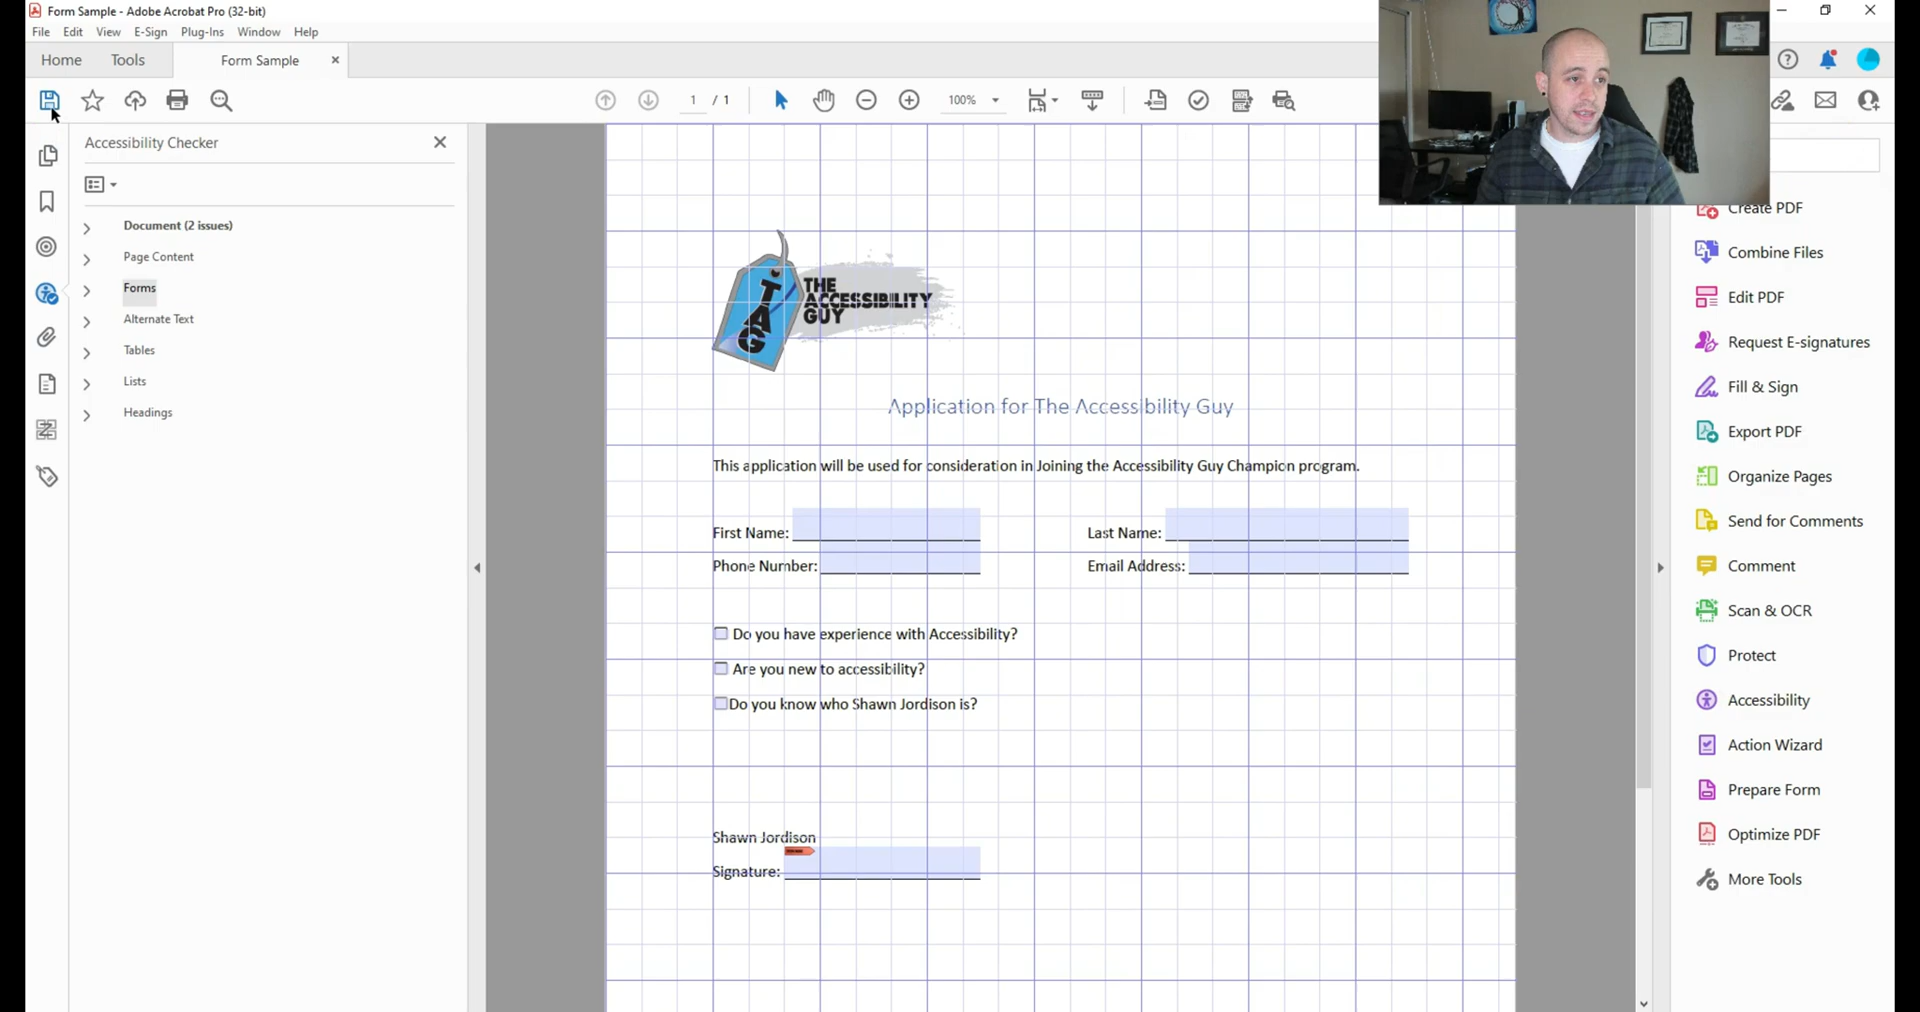 Form Sample - Adobe Acrobat Pro (32-bit)
File Edit View E-Sign Plug-Ins Window Help
Home Tools Form Sample
1 / 1 100%
Accessibility Checker
Document (2 issues)
Page Content
Forms
Alternate Text
Tables
Lists
Headings
TAG
THE
ACCESSIBILITY
GUY
Application for The Accessibility Guy
This application will be used for consideration in Joining the Accessibility Guy Champion program.
First Name: Last Name:
Phone Number: Email Address:
Do you have experience with Accessibility?
Are you new to accessibility?
Do you know who Shawn Jordison is?
Shawn Jordison
Signature:
Create PDF
Combine Files
Edit PDF
Request E-signatures
Fill & Sign
Export PDF
Organize Pages
Send for Comments
Comment
Scan & OCR
Protect
Accessibility
Action Wizard
Prepare Form
Optimize PDF
More Tools